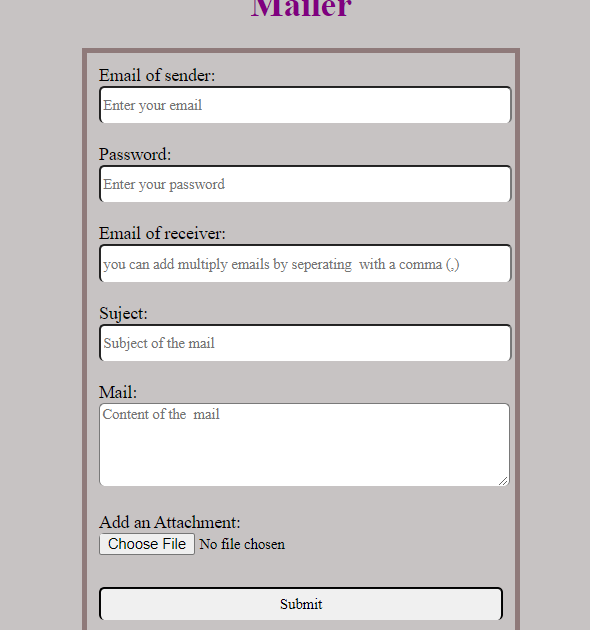 Mailer
Email of sender:
Enter your email
Password:
Enter your password
Email of receiver:
you can add multiply emails by seperating  with a comma (,)
Suject:
Subject of the mail
Mail:
Content of the  mail
Add an Attachment:
Choose File No file chosen
Submit